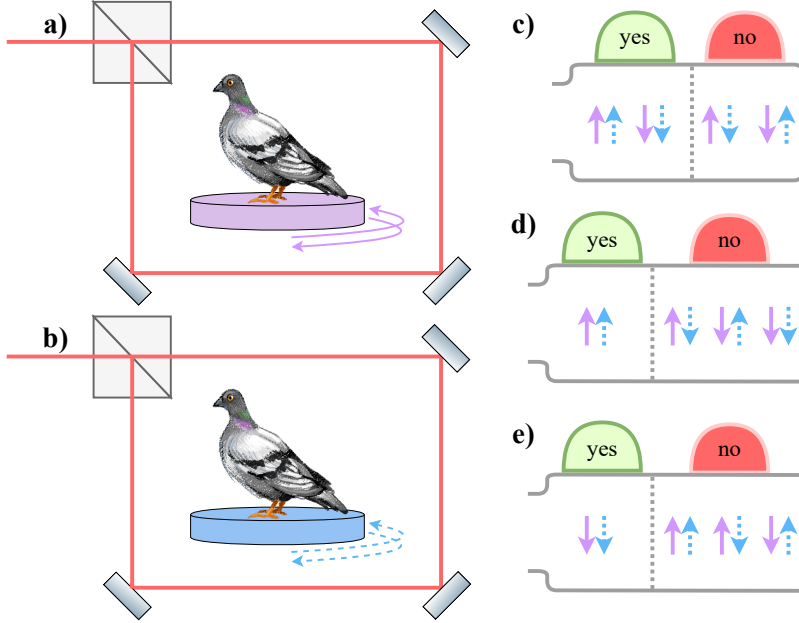 a)
b)
c)
yes
no
d)
yes
no
e)
yes
no